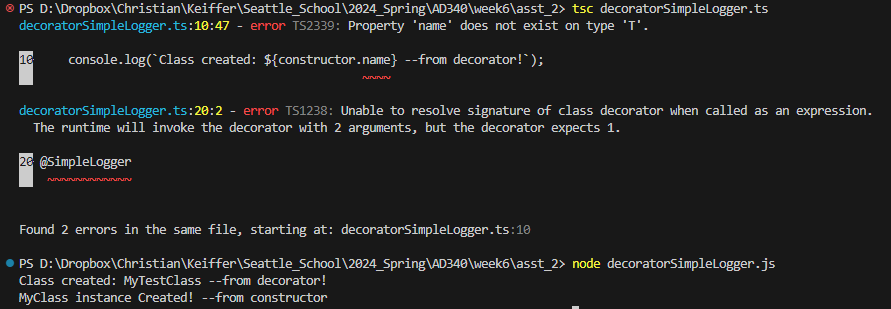 PS D:\Dropbox\Christian\Keiffer\Seattle_School\2024_Spring\AD340\week6\asst_2> tsc decoratorSimpleLogger.ts
decoratorSimpleLogger.ts:10:47 - error TS2339: Property 'name' does not exist on type 'T'.
10     console.log(`Class created: ${constructor.name} --from decorator!`);
~~~~
decoratorSimpleLogger.ts:20:2 - error TS1238: Unable to resolve signature of class decorator when called as an expression.
The runtime will invoke the decorator with 2 arguments, but the decorator expects 1.
20 @SimpleLogger
~~~~~~~~~~~~
Found 2 errors in the same file, starting at: decoratorSimpleLogger.ts:10
PS D:\Dropbox\Christian\Keiffer\Seattle_School\2024_Spring\AD340\week6\asst_2> node decoratorSimpleLogger.js
Class created: MyTestClass --from decorator!
MyClass instance Created! --from constructor